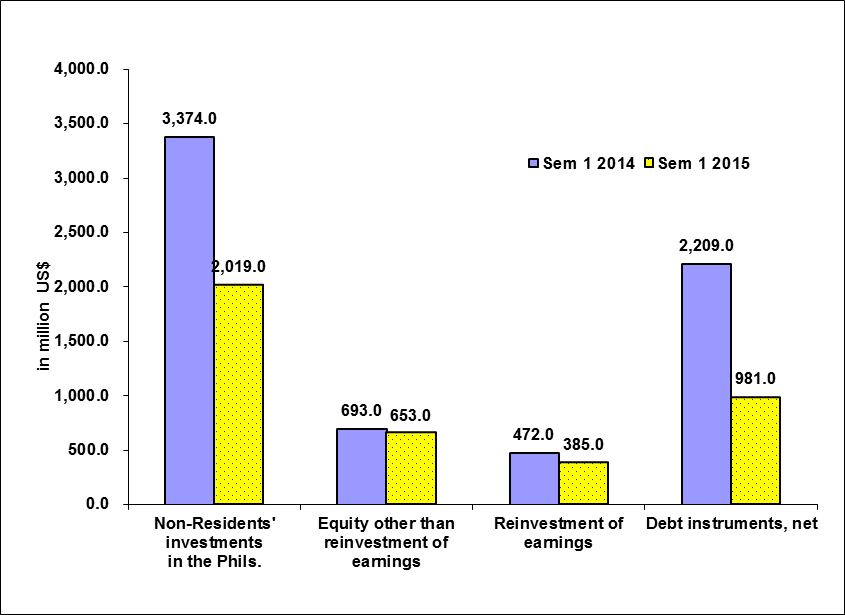 4,000.0
3,500.0
3,000.0
2,500.0
2,000.0
1,500.0
1,000.0
500.0
0.0
in million US$
3,374.0
2,019.0
693.0
653.0
472.0
385.0
2,209.0
981.0
Sem 1 2014
Sem 1 2015
Non-Residents'
investments
in the Phils.
Equity other than
reinvestment of
earnings
Reinvestment of
earnings
Debt instruments, net